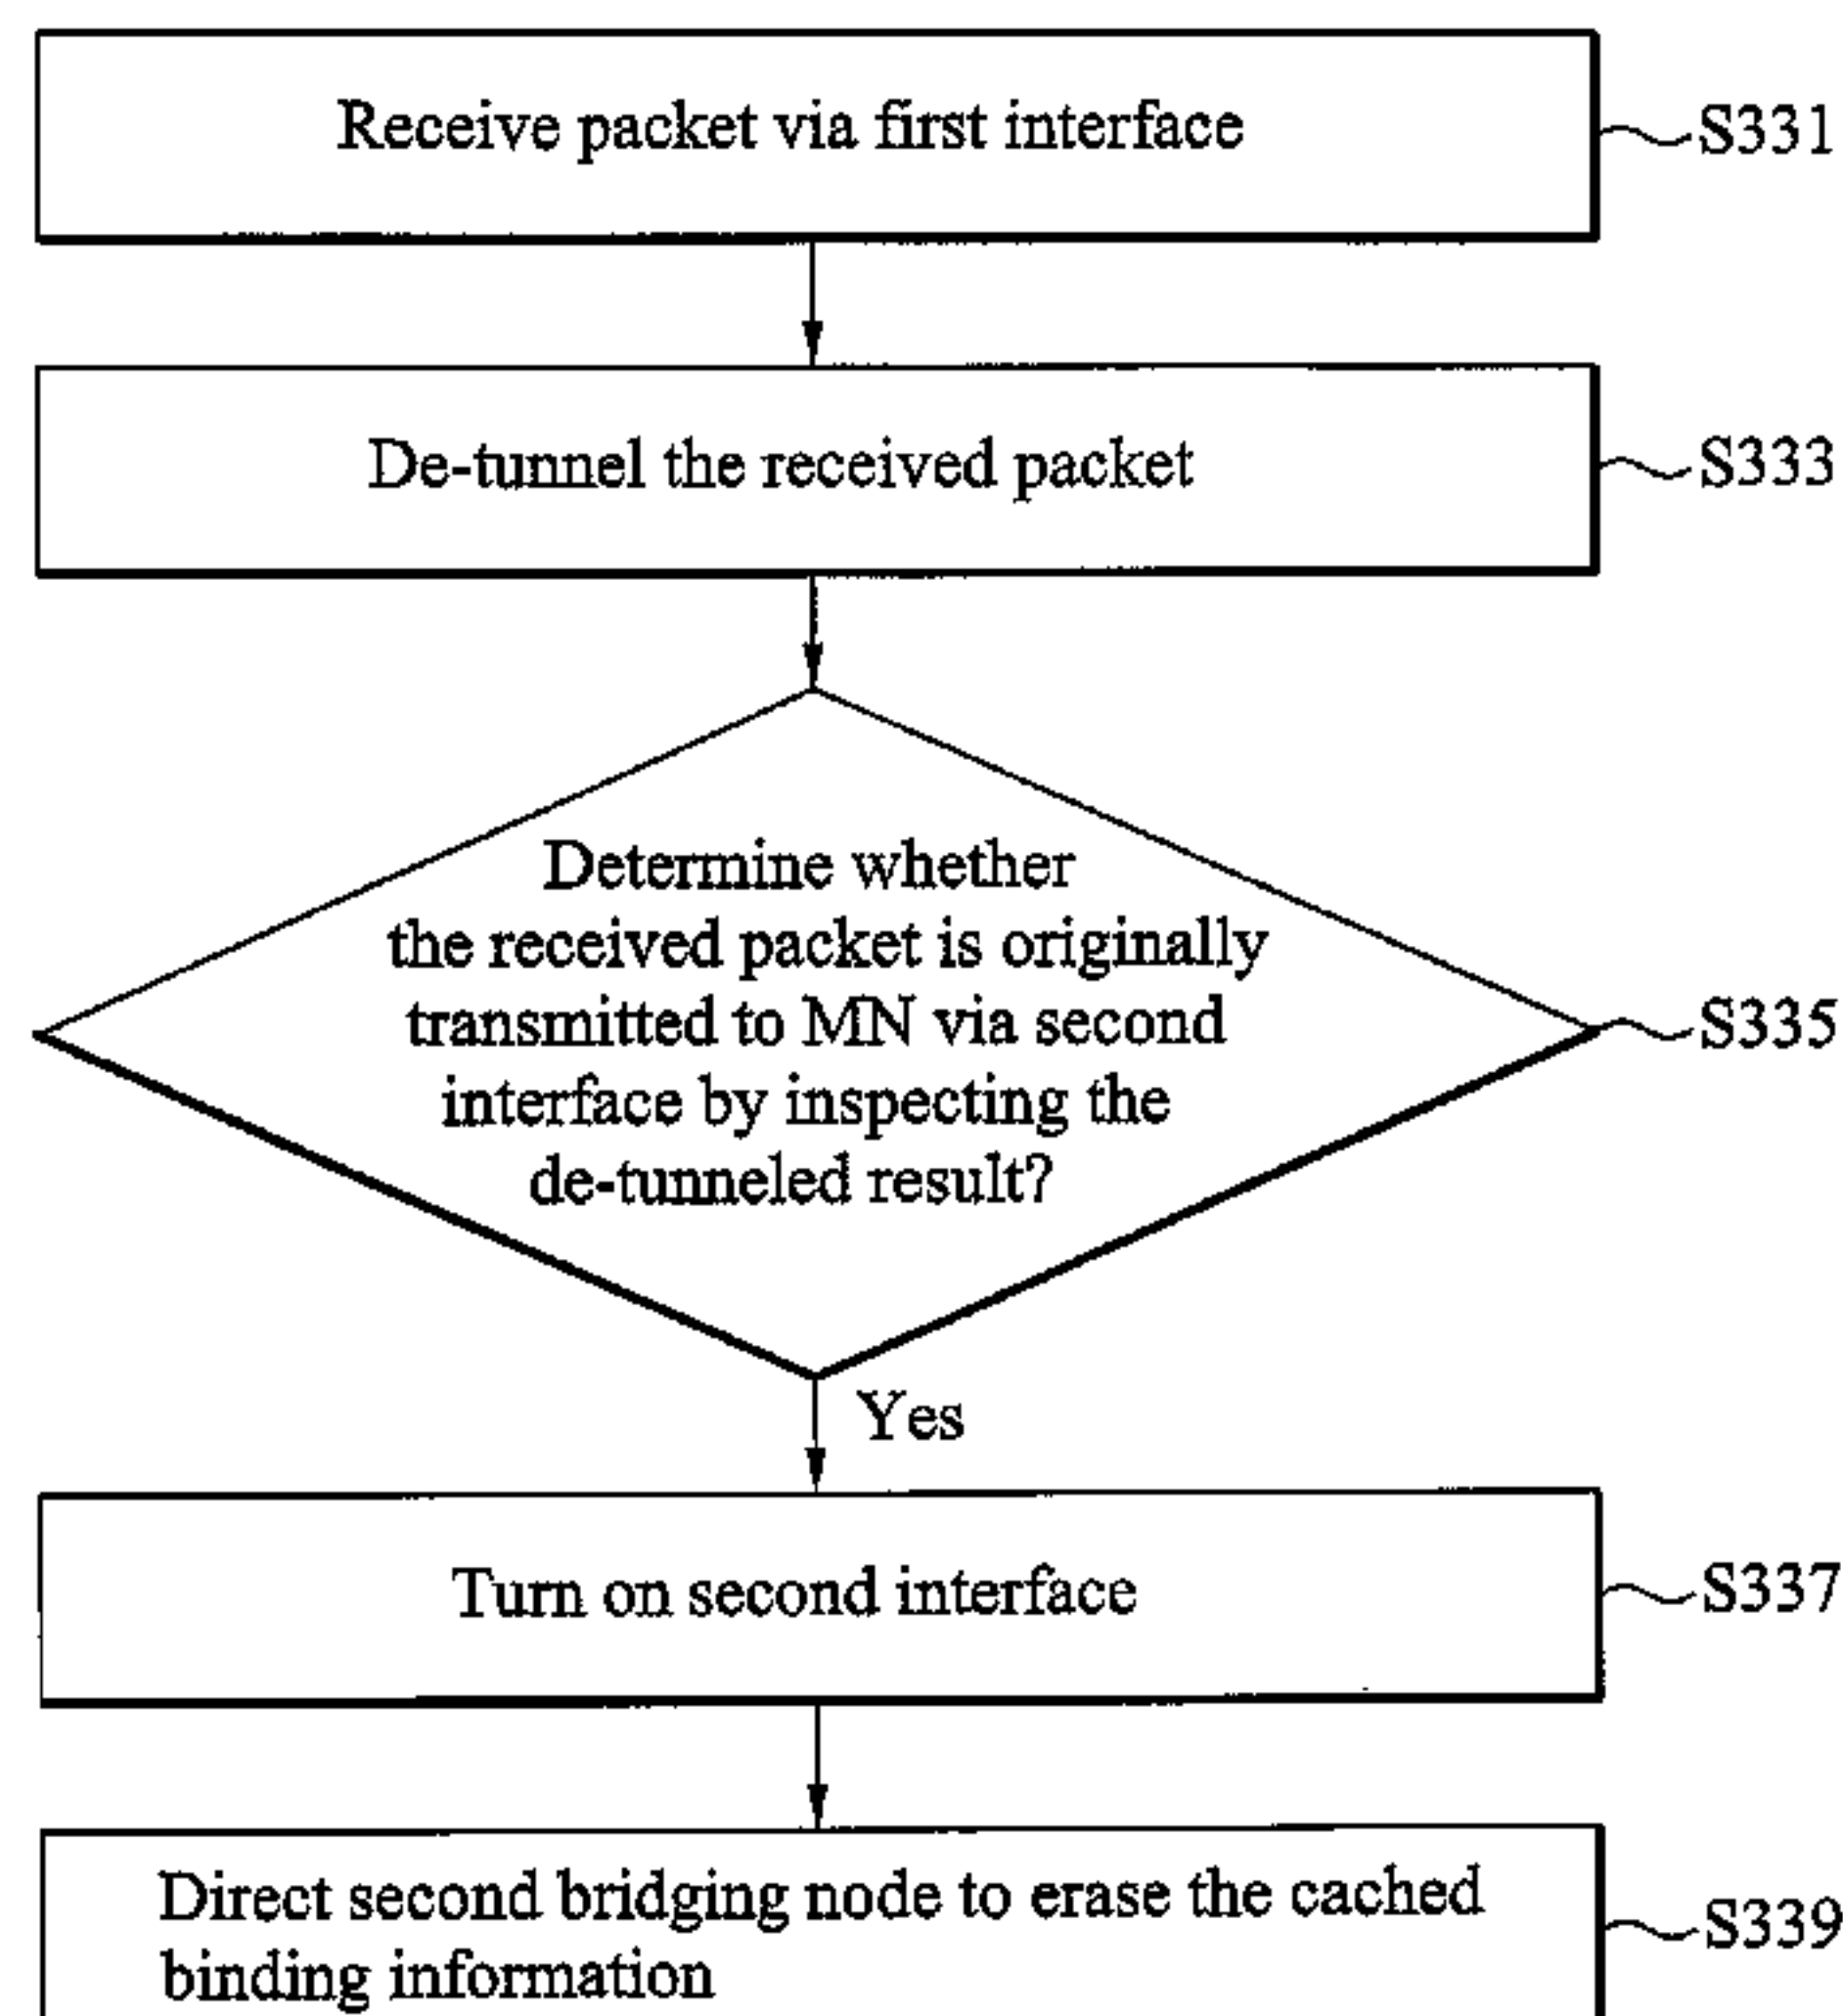 Receive packet via first interface
S331
De-tunnel the received packet
S333
Determine whether
the received packet is originally
transmitted to MN via second
interface by inspecting the
de-tunneled result?
S335
Yes
Turn on second interface
S337
Direct second bridging node to erase the cached
binding information
S339